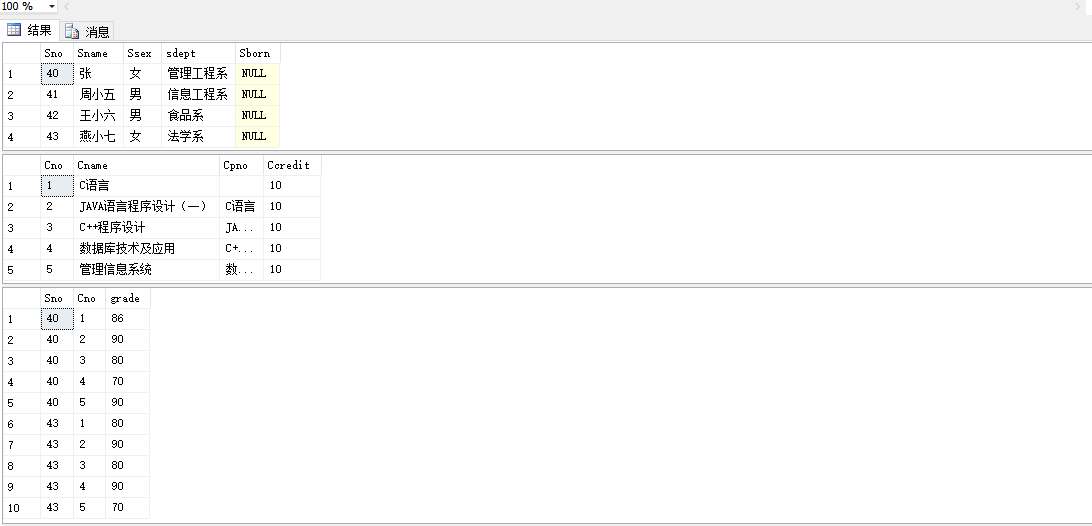 100 %
结果 消息
Sno Sname Ssex sdept Sborn
1 40 张 女 管理工程系 NULL
2 41 周小五 男 信息工程系 NULL
3 42 王小六 男 食品系 NULL
4 43 燕小七 女 法学系 NULL
Cno Cname Cpno Ccredit
1 1 C语言 10
2 2 JAVA语言程序设计（一） C语言 10
3 3 C++程序设计 JA... 10
4 4 数据库技术及应用 C+... 10
5 5 管理信息系统 数... 10
Sno Cno grade
1 40 1 86
2 40 2 90
3 40 3 80
4 40 4 70
5 40 5 90
6 43 1 80
7 43 2 90
8 43 3 80
9 43 4 90
10 43 5 70